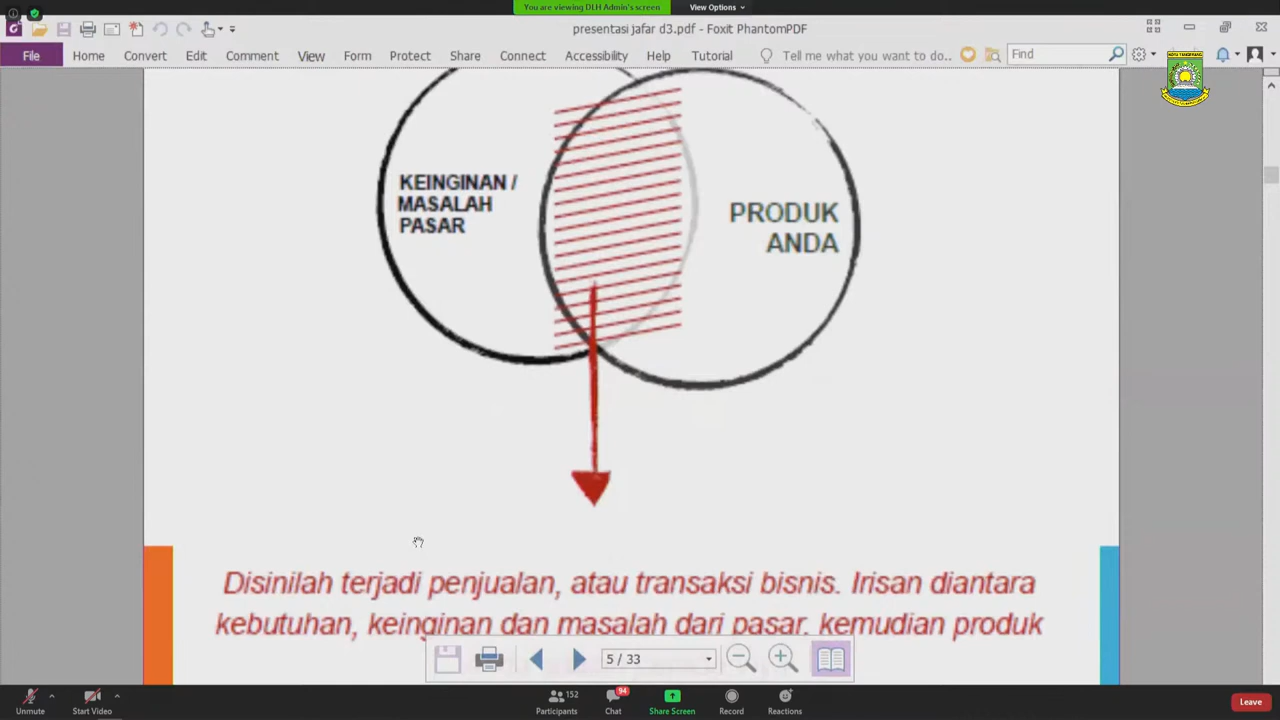 You are viewing DLH Admin's screen
View Options
presentasi jafar d3.pdf - Foxit PhantomPDF
File Home Convert Edit Comment View Form Protect Share Connect Accessibility Help Tutorial Tell me what you want to do.. Find
KEINGINAN /
MASALAH
PASAR
PRODUK
ANDA
Disinilah terjadi penjualan, atau transaksi bisnis. Irisan diantara
kebutuhan, keinginan dan masalah dari pasar, kemudian produk
5 / 33
152
94
Unmute Start Video Participants Chat Share Screen Record Reactions Leave